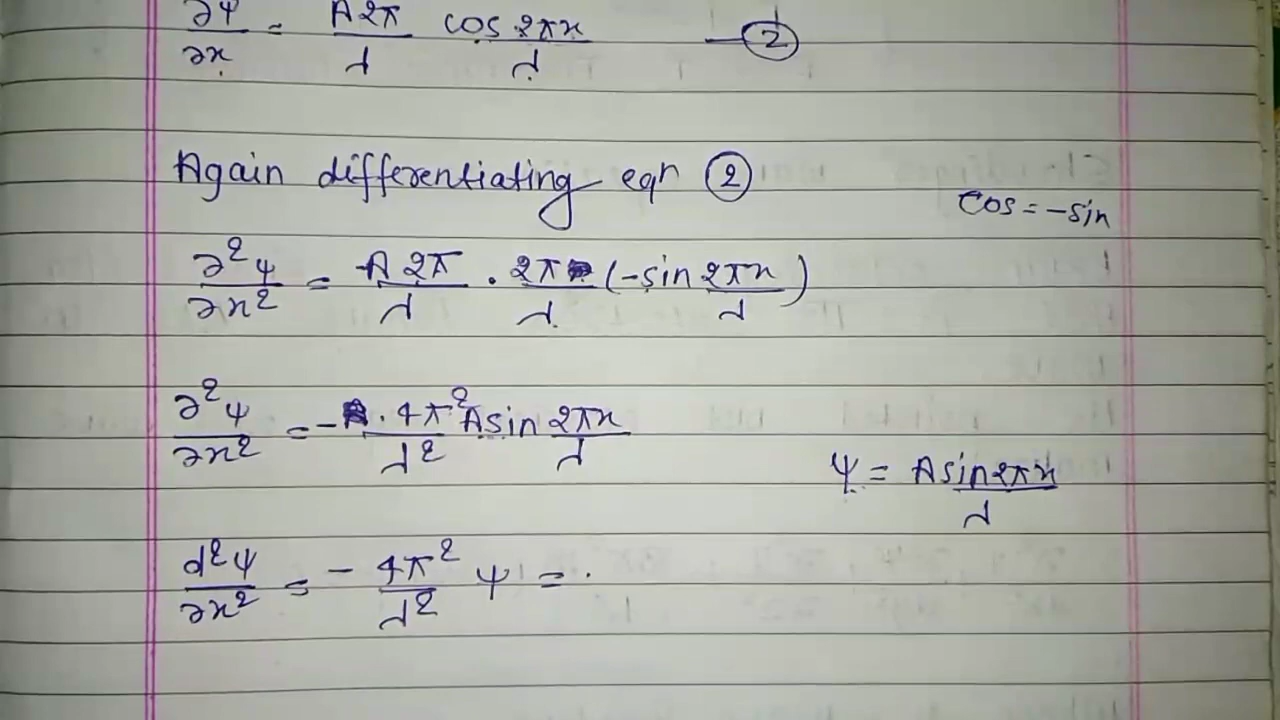 ∂Ψ/∂x = A2π/λ cos 2πx/λ —②
Again differentiating eqn ②
cos = -sin
∂²Ψ/∂x² = A2π/λ . 2π/λ (-sin 2πx/λ)
∂²Ψ/∂x² = - . 4π²/λ² A sin 2πx/λ
Ψ = A sin 2πx/λ
d²Ψ/∂x² = - 4π²/λ² Ψ = .